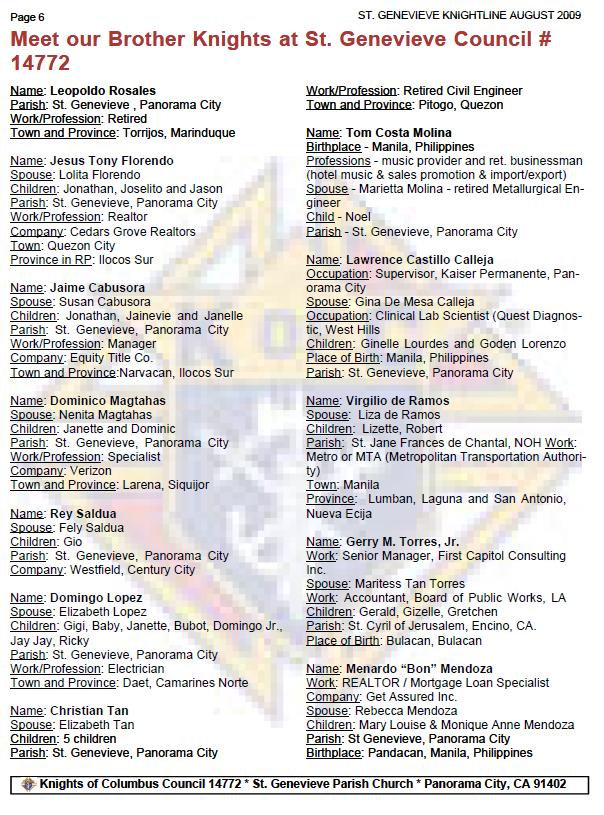 Page 6
ST. GENEVIEVE KNIGHTLINE AUGUST 2009
Meet our Brother Knights at St. Genevieve Council #
14772
Name: Leopoldo Rosales
Parish: St. Genevieve , Panorama City
Work/Profession: Retired
Town and Province: Torrijos, Marinduque
Name: Jesus Tony Florendo
Spouse: Lolita Florendo
Children: Jonathan, Joselito and Jason
Parish: St. Genevieve, Panorama City
Work/Profession: Realtor
Company: Cedars Grove Realtors
Town: Quezon City
Province in RP: Ilocos Sur
Name: Jaime Cabusora
Spouse: Susan Cabusora
Children: Jonathan, Jainevie and Janelle
Parish: St. Genevieve, Panorama City
Work/Profession: Manager
Company: Equity Title Co.
Town and Province:Narvacan, Ilocos Sur
Name: Dominico Magtahas
Spouse: Nenita Magtahas
Children: Janette and Dominic
Parish: St. Genevieve, Panorama City
Work/Profession: Specialist
Company: Verizon
Town and Province: Larena, Siquijor
Name: Rey Saldua
Spouse: Fely Saldua
Children: Gio
Parish: St. Genevieve, Panorama City
Company: Westfield, Century City
Name: Domingo Lopez
Spouse: Elizabeth Lopez
Children: Gigi, Baby, Janette, Bubot, Domingo Jr.,
Jay Jay, Ricky
Parish: St. Genevieve, Panorama City
Work/Profession: Electrician
Town and Province: Daet, Camarines Norte
Name: Christian Tan
Spouse: Elizabeth Tan
Children: 5 children
Parish: St. Genevieve, Panorama City
Work/Profession: Retired Civil Engineer
Town and Province: Pitogo, Quezon
Name: Tom Costa Molina
Birthplace - Manila, Philippines
Professions - music provider and ret. businessman
(hotel music & sales promotion & import/export)
Spouse - Marietta Molina - retired Metallurgical En-
gineer
Child - Noel
Parish - St. Genevieve, Panorama City
Name: Lawrence Castillo Calleja
Occupation: Supervisor, Kaiser Permanente, Pan-
orama City
Spouse: Gina De Mesa Calleja
Occupation: Clinical Lab Scientist (Quest Diagnos-
tic, West Hills
Children: Ginelle Lourdes and Goden Lorenzo
Place of Birth: Manila, Philippines
Parish: St. Genevieve, Panorama City
Name: Virgilio de Ramos
Spouse: Liza de Ramos
Children: Lizette, Robert
Parish: St. Jane Frances de Chantal, NOH Work:
Metro or MTA (Metropolitan Transportation Authori-
ty)
Town: Manila
Province: Lumban, Laguna and San Antonio,
Nueva Ecija
Name: Gerry M. Torres, Jr.
Work: Senior Manager, First Capitol Consulting
Inc.
Spouse: Maritess Tan Torres
Work: Accountant, Board of Public Works, LA
Children: Gerald, Gizelle, Gretchen
Parish: St. Cyril of Jerusalem, Encino, CA.
Place of Birth: Bulacan, Bulacan
Name: Menardo “Bon” Mendoza
Work: REALTOR / Mortgage Loan Specialist
Company: Get Assured Inc.
Spouse: Rebecca Mendoza
Children: Mary Louise & Monique Anne Mendoza
Parish: St Genevieve, Panorama City
Birthplace: Pandacan, Manila, Philippines
Knights of Columbus Council 14772 * St. Genevieve Parish Church * Panorama City, CA 91402